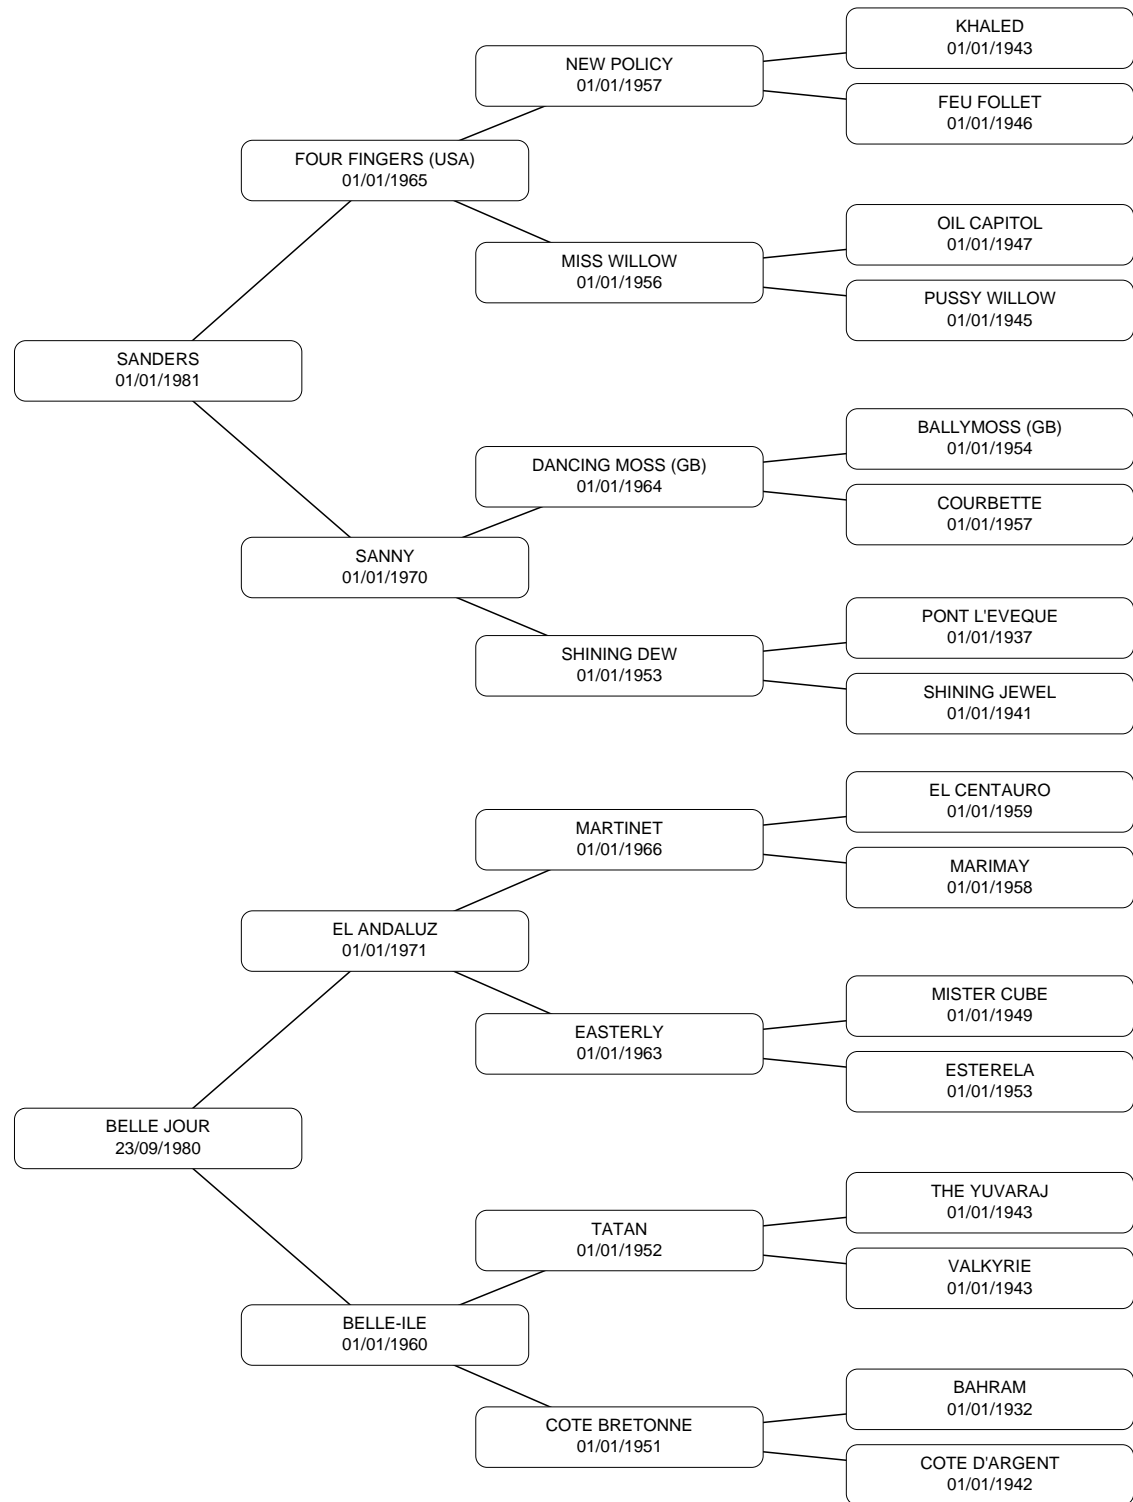 KHALED
01/01/1943
NEW POLICY
01/01/1957
FEU FOLLET
01/01/1946
FOUR FINGERS (USA)
01/01/1965
OIL CAPITOL
01/01/1947
MISS WILLOW
01/01/1956
PUSSY WILLOW
01/01/1945
SANDERS
01/01/1981
BALLYMOSS (GB)
01/01/1954
DANCING MOSS (GB)
01/01/1964
COURBETTE
01/01/1957
SANNY
01/01/1970
PONT L'EVEQUE
01/01/1937
SHINING DEW
01/01/1953
SHINING JEWEL
01/01/1941
EL CENTAURO
01/01/1959
MARTINET
01/01/1966
MARIMAY
01/01/1958
EL ANDALUZ
01/01/1971
MISTER CUBE
01/01/1949
EASTERLY
01/01/1963
ESTERELA
01/01/1953
BELLE JOUR
23/09/1980
THE YUVARAJ
01/01/1943
TATAN
01/01/1952
VALKYRIE
01/01/1943
BELLE-ILE
01/01/1960
BAHRAM
01/01/1932
COTE BRETONNE
01/01/1951
COTE D'ARGENT
01/01/1942